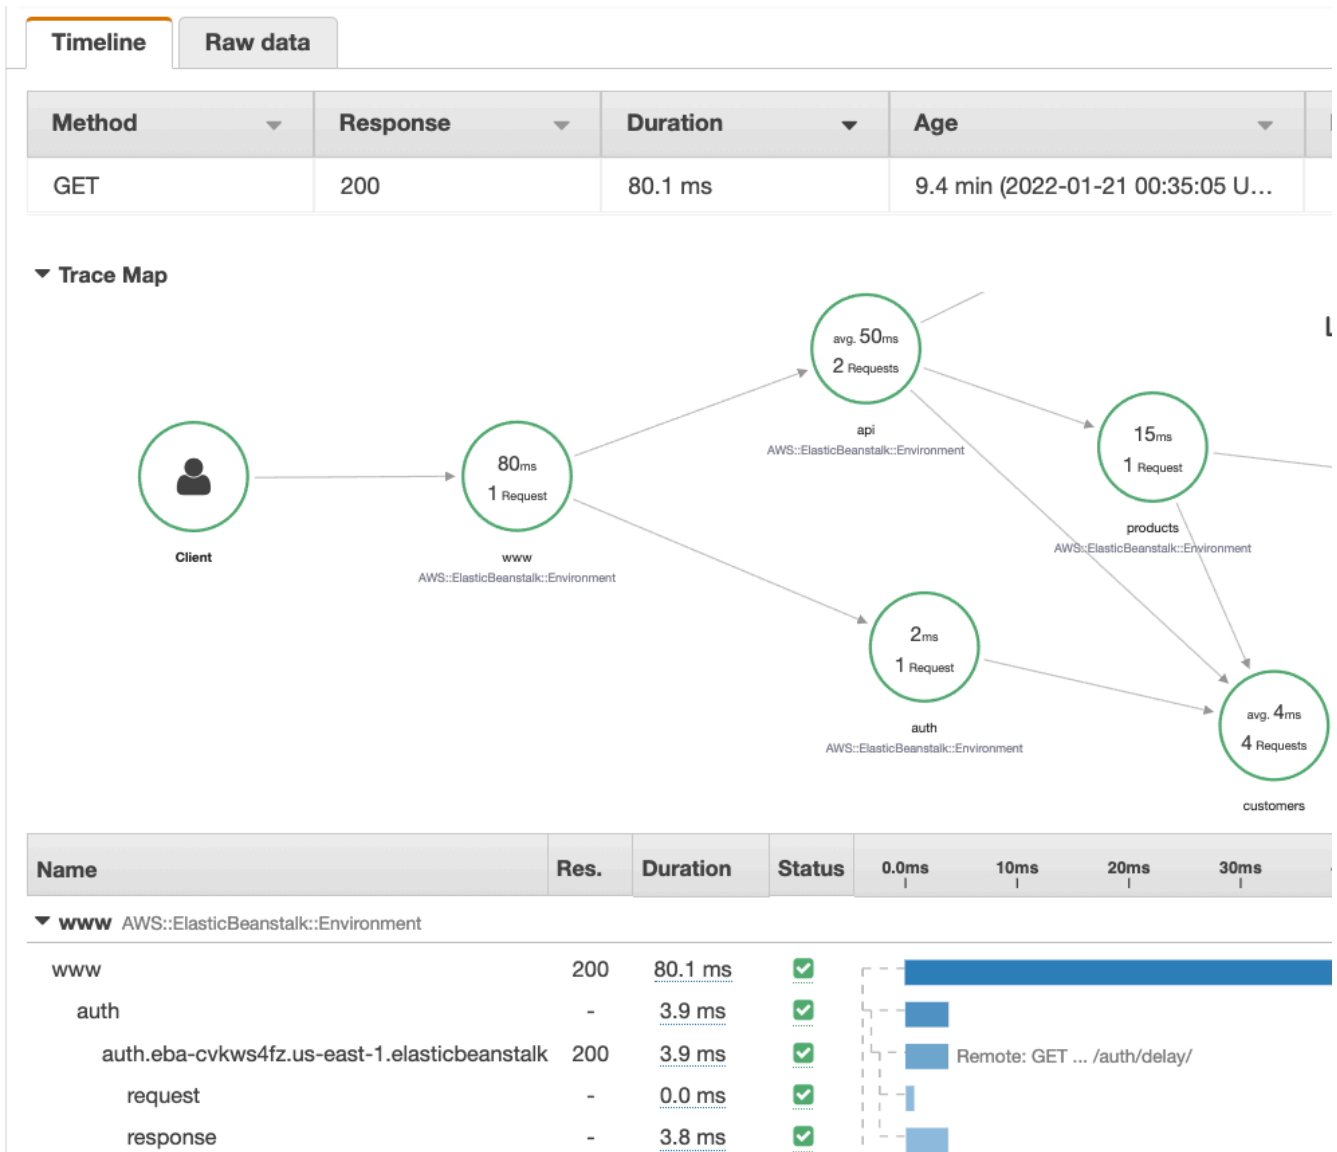 Timeline
Raw data
Method Response Duration Age
GET 200 80.1 ms 9.4 min (2022-01-21 00:35:05 U...
Trace Map
avg. 50ms
2 Requests
api
AWS::ElasticBeanstalk::Environment
15ms
1 Request
products
AWS::ElasticBeanstalk::Environment
80ms
1 Request
www
AWS::ElasticBeanstalk::Environment
Client
2ms
1 Request
auth
AWS::ElasticBeanstalk::Environment
avg. 4ms
4 Requests
customers
Name Res. Duration Status 0.0ms 10ms 20ms 30ms
www AWS::ElasticBeanstalk::Environment
www 200 80.1 ms
auth - 3.9 ms
auth.eba-cvkws4fz.us-east-1.elasticbeanstalk 200 3.9 ms Remote: GET ... /auth/delay/
request - 0.0 ms
response - 3.8 ms